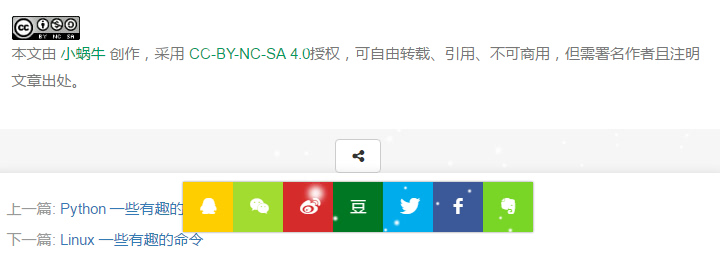 cc BY NC SA
本文由 小蜗牛 创作，采用 CC-BY-NC-SA 4.0授权，可自由转载、引用、不可商用，但需署名作者且注明
文章出处。
豆
上一篇: Python 一些有趣的
下一篇: Linux 一些有趣的命令